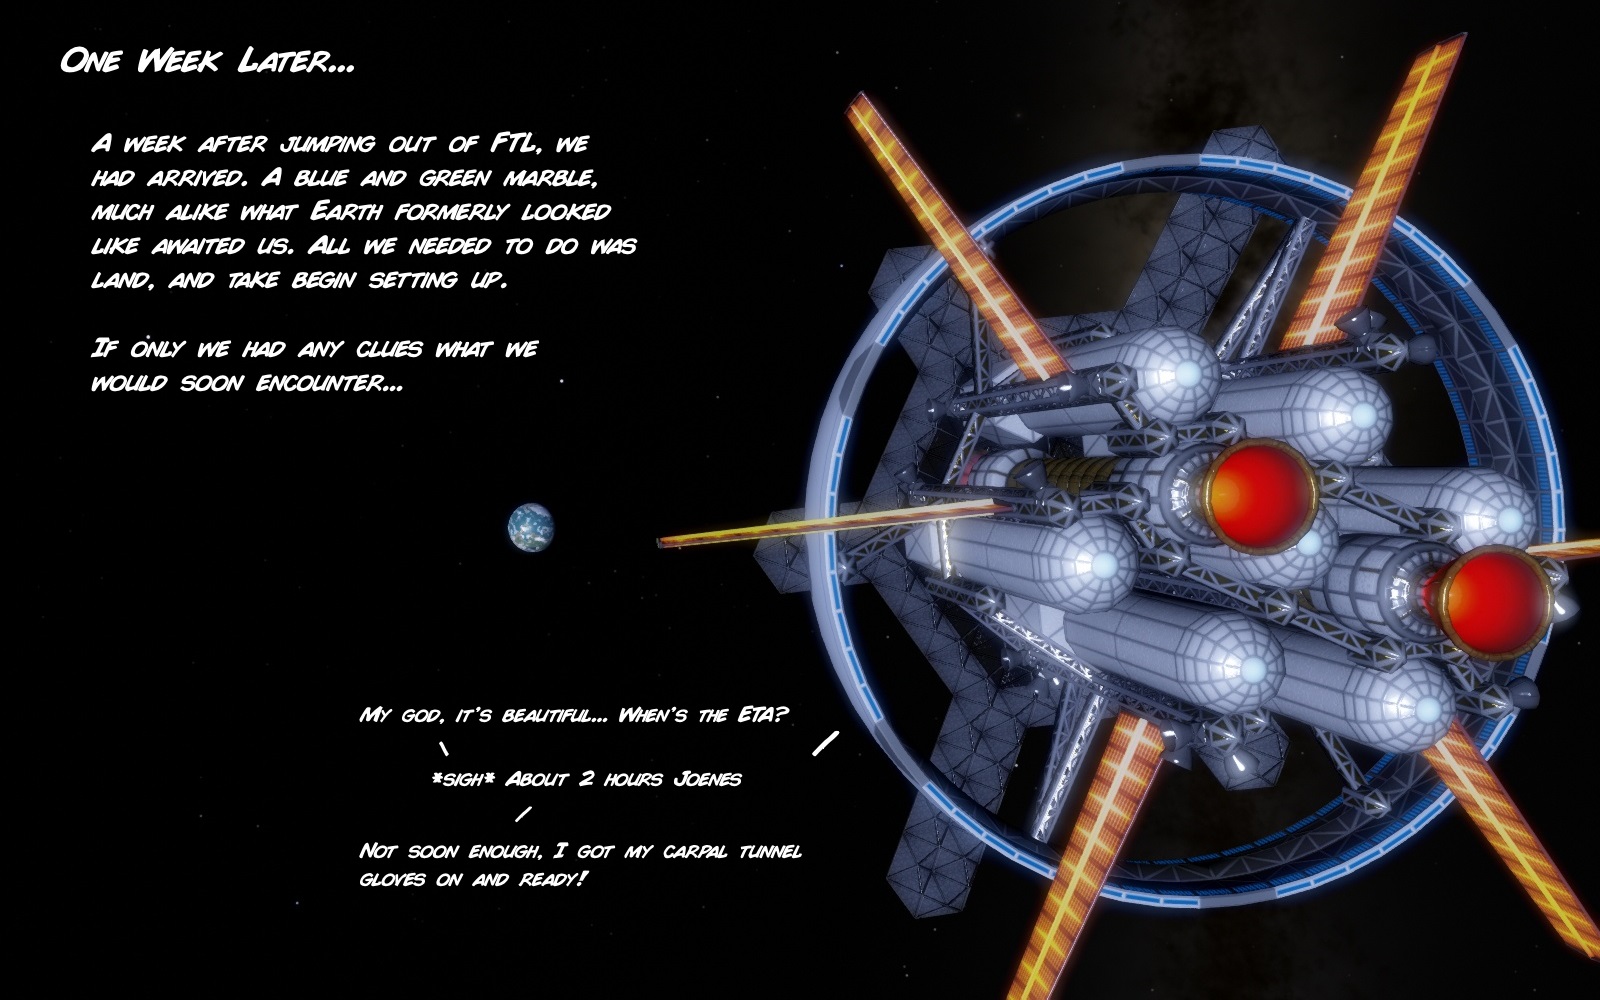 One Week Later...
A week after jumping out of FTL, we
had arrived. A blue and green marble,
much alike what Earth formerly looked
like awaited us. All we needed to do was
land, and take begin setting up.
If only we had any clues what we
would soon encounter...
My god, it's beautiful... When's the ETA?
*sigh* About 2 hours Joenes
Not soon enough, I got my carpal tunnel
gloves on and ready!